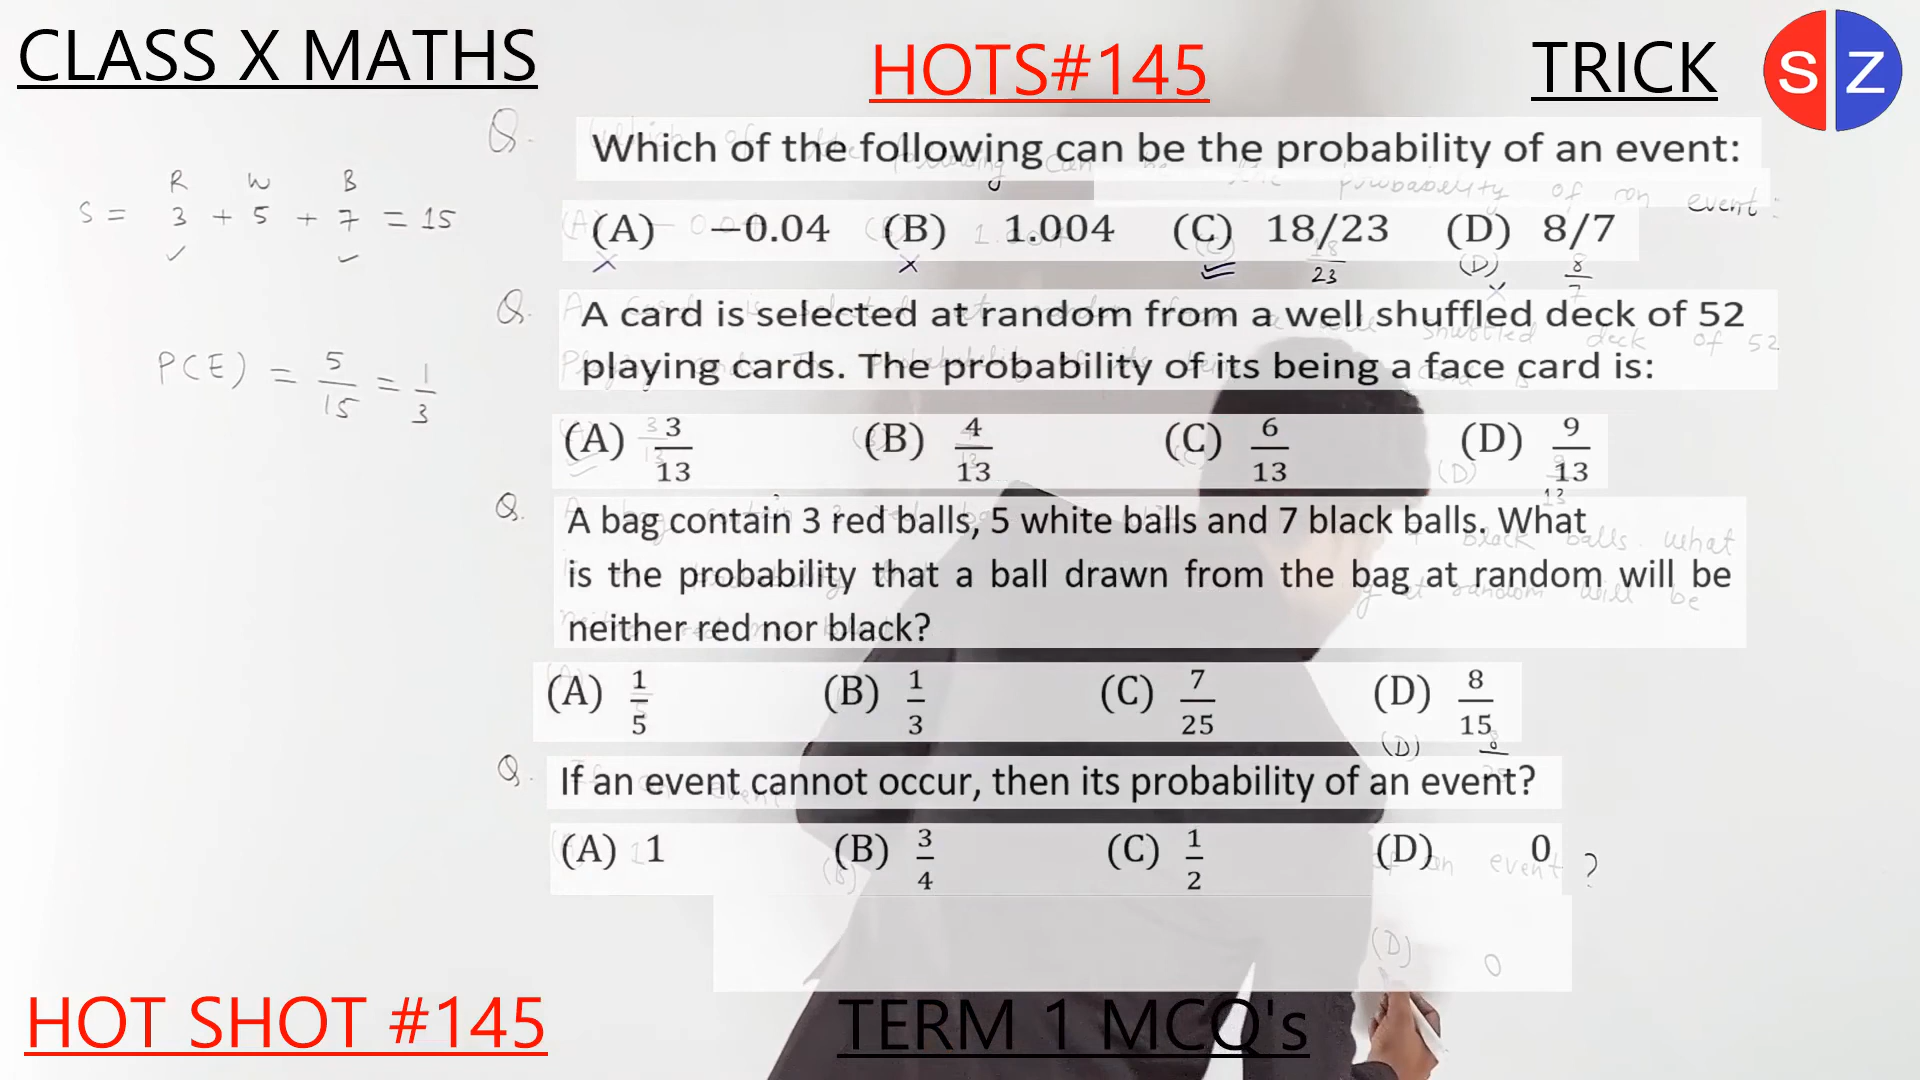 CLASS X MATHS
HOTS#145
TRICK
S Z
Q. Which of the following can be the probability of an event:
(A) −0.04 (B) 1.004 (C) 18/23 (D) 8/7
R W B
S = 3 + 5 + 7 = 15
P(E) = 5/15 = 1/3
Q. A card is selected at random from a well shuffled deck of 52
playing cards. The probability of its being a face card is:
(A) 3/13 (B) 4/13 (C) 6/13 (D) 9/13
Q. A bag contain 3 red balls, 5 white balls and 7 black balls. What
is the probability that a ball drawn from the bag at random will be
neither red nor black?
(A) 1/5 (B) 1/3 (C) 7/25 (D) 8/15
Q. If an event cannot occur, then its probability of an event?
(A) 1 (B) 3/4 (C) 1/2 (D) 0
an event ?
(D) 0
HOT SHOT #145
TERM 1 MCQ's